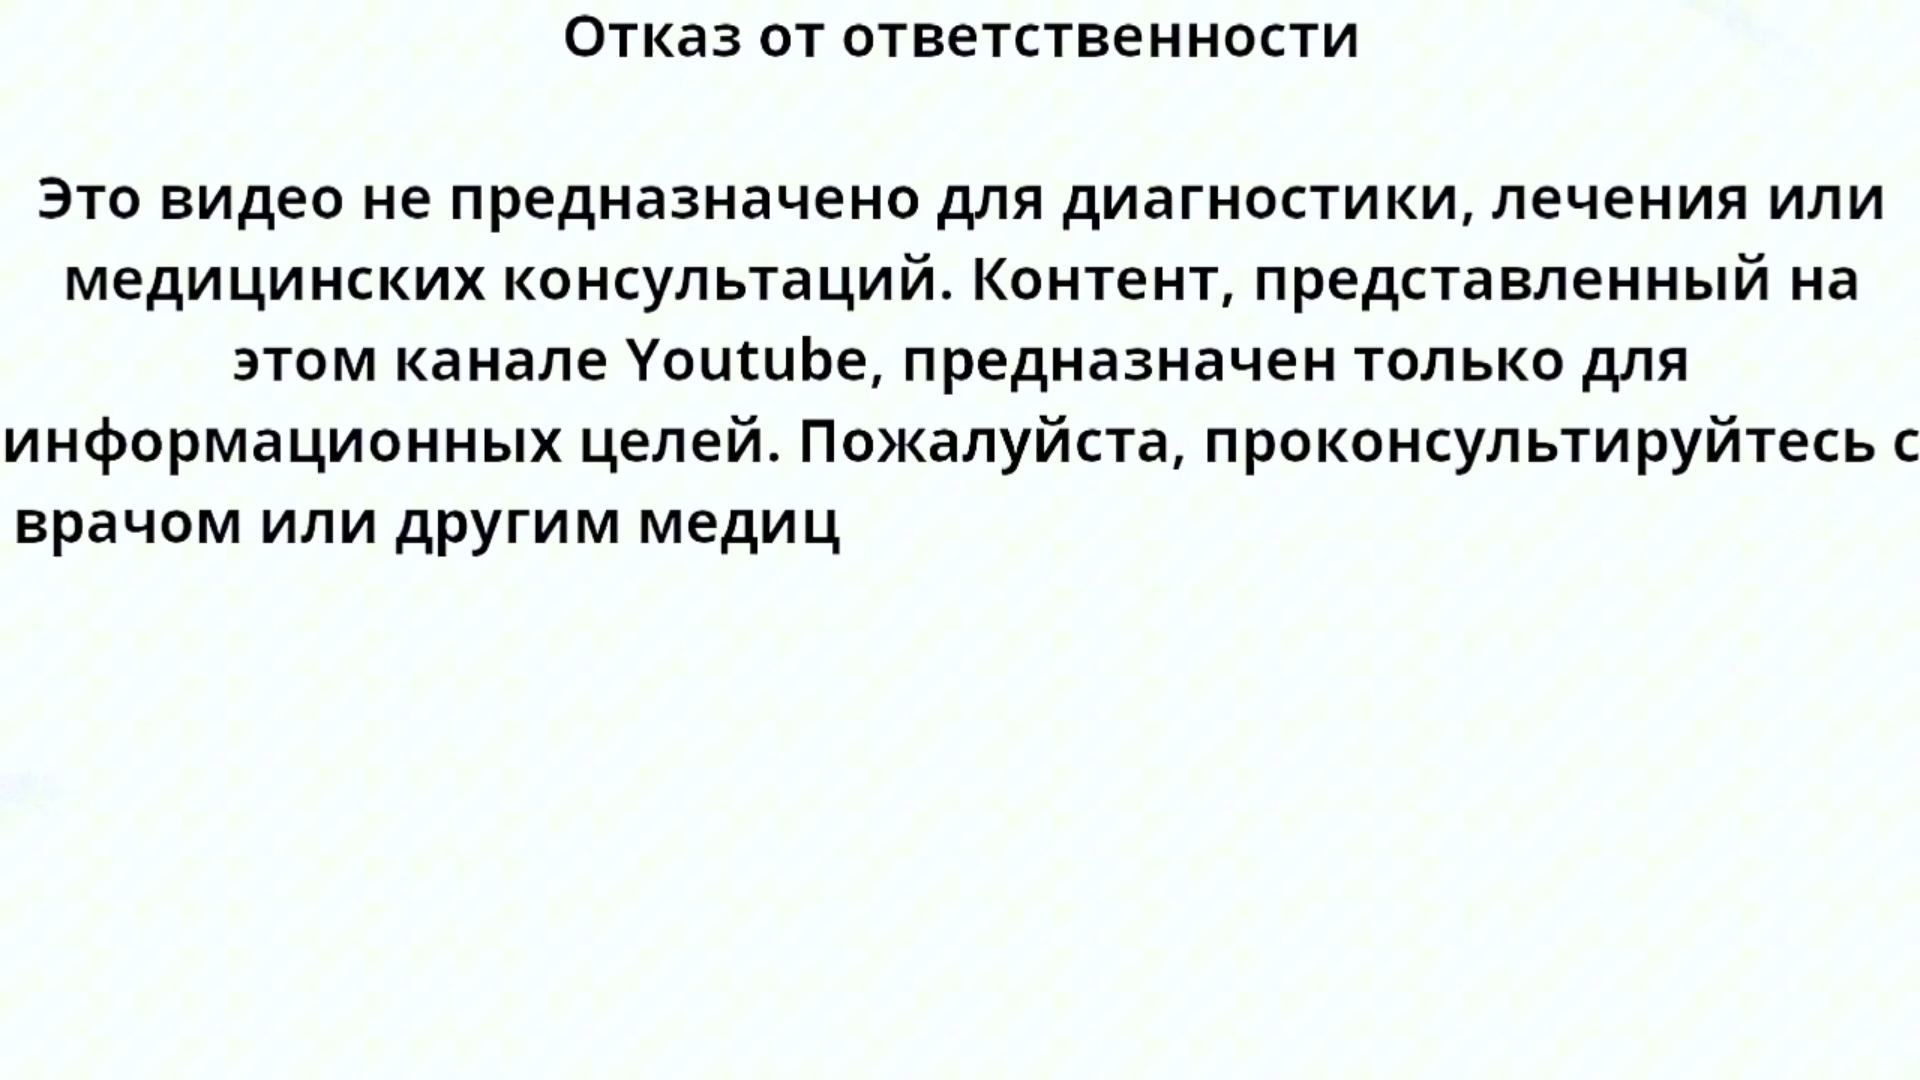 Отказ от ответственности
Это видео не предназначено для диагностики, лечения или
медицинских консультаций. Контент, представленный на
этом канале Youtube, предназначен только для
информационных целей. Пожалуйста, проконсультируйтесь с
врачом или другим медиц